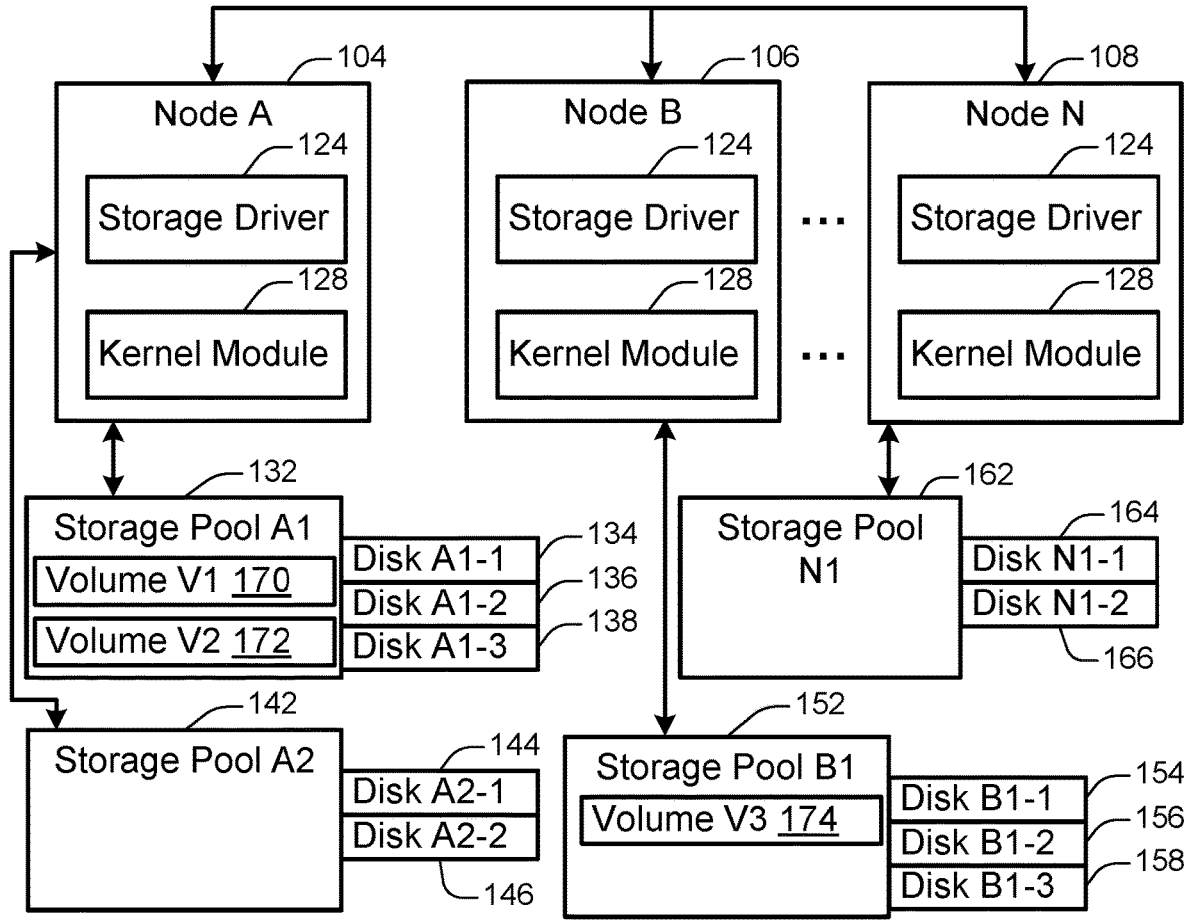 104
106
108
Node A
Node B
Node N
124
124
124
Storage Driver
Storage Driver
...
Storage Driver
128
128
128
Kernel Module
Kernel Module
...
Kernel Module
132
Storage Pool A1
Volume V1 170
Volume V2 172
134
Disk A1-1
136
Disk A1-2
138
Disk A1-3
162
Storage Pool
N1
164
Disk N1-1
Disk N1-2
166
142
Storage Pool A2
144
Disk A2-1
Disk A2-2
146
152
Storage Pool B1
Volume V3 174
154
Disk B1-1
156
Disk B1-2
158
Disk B1-3